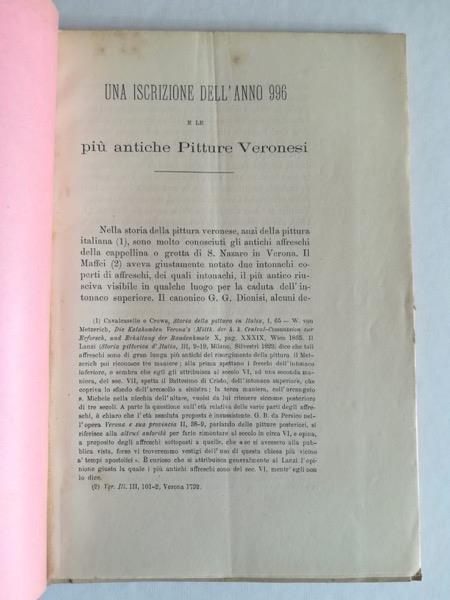 UNA ISCRIZIONE DELL'ANNO 996
E LE
più antiche Pitture Veronesi
Nella storia della pittura veronese, anzi della pittura
italiana (1), sono molto conosciuti gli antichi affreschi
della cappellina o grotta di S. Nazaro in Verona. Il
Maffei (2) aveva giustamente notato due intonachi co-
perti di affreschi, dei quali intonachi, il più antico riu-
sciva visibile in qualche luogo per la caduta dell'in-
tonaco superiore. Il canonico G. G. Dionisi, alcuni de-
(1) Cavalcaselle o Crowe, Storia della pittura in Italia, I, 65 — W. von
Metzerich, Die Katakomben Verona's (Mitth. der k. k. Central-Commission zur
Erforsch. und Erhaltung der Baudenkmale X, pag. XXXIX, Wien 1865. Il
Lanzi (Storia pittorica d'Italia, III, 9-19, Milano, Silvestri 1823) dice che tali
affreschi sono di gran lunga più antichi del risorgimento della pittura. il Met-
zerich poi riconosce tre maniere; alla prima spettano i freschi dell'intonaco
inferiore, e sembra che egli gli attribuisca al secolo VI, ad una seconda ma-
niera, del sec. VII, spetta il Battesimo di Cristo, dell'intonaco superiore, che
copriva lo sfondo dell'arcosolio a sinistra; la terza maniera, coll'arcangelo
s. Michele nella nicchia dell'altare, vuolsi da lui ritenere siccome posteriore
di tre secoli. A parte la questione sull'età relativa delle varie parti degli affre-
schi, è chiaro che l'età assoluta proposta è insussistente. G. B. da Persico nel-
l'opera Verona e sua provincia II, 38-9, parlando delle pitture posteriori, si
riferisce alla altrui autorità per farle rimontare al secolo in circa VI, e opina,
a proposito degli affreschi sottoposti a quelle, che «se si avessero alla pub-
blica vista, forse vi troveremmo vestigi dell'uso di questa chiesa più vicino
a' tempi apostolici». È curioso che si attribuisca generalmente al Lanzi l'opi-
nione giusta la quale i più antichi affreschi sono del sec. VI, mentr'egli non
lo dice.
(2) Vgr. Ill. III, 101-2, Verona 1732.